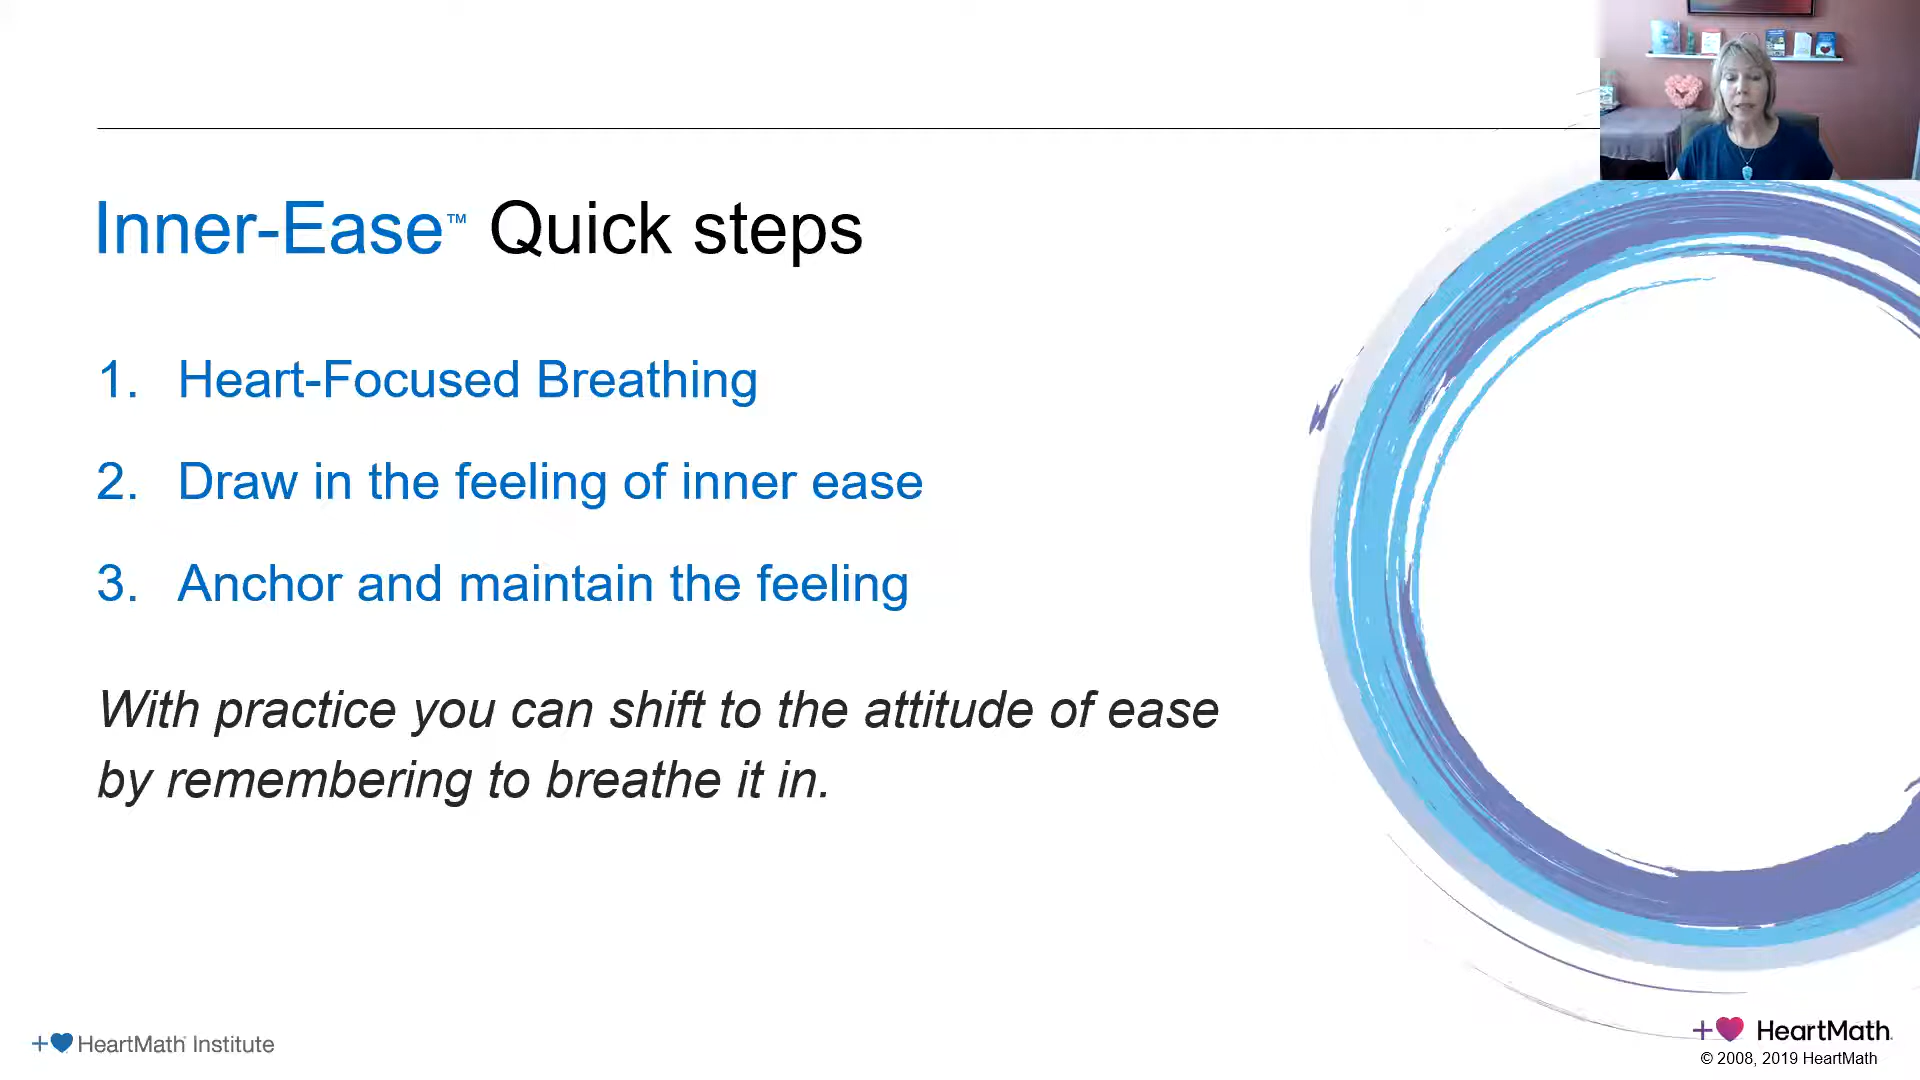 Inner-Ease™ Quick steps
1. Heart-Focused Breathing
2. Draw in the feeling of inner ease
3. Anchor and maintain the feeling
With practice you can shift to the attitude of ease
by remembering to breathe it in.
HeartMath Institute
HeartMath
© 2008, 2019 HeartMath